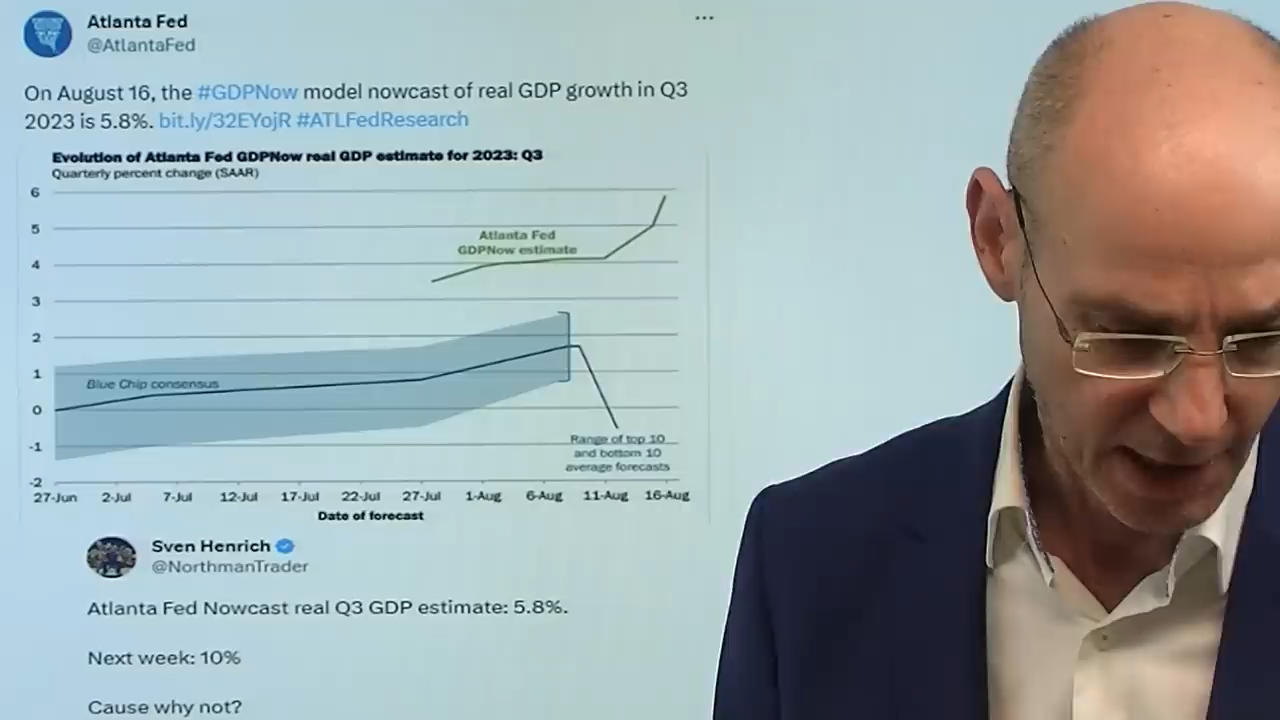 Atlanta Fed
@AtlantaFed
...
On August 16, the #GDPNow model nowcast of real GDP growth in Q3
2023 is 5.8%. bit.ly/32EYojR #ATLFedResearch
Evolution of Atlanta Fed GDPNow real GDP estimate for 2023: Q3
Quarterly percent change (SAAR)
6
5
4
3
2
1
0
-1
-2
Atlanta Fed
GDPNow estimate
Blue Chip consensus
Range of top 10
and bottom 10
average forecasts
27-Jun 2-Jul 7-Jul 12-Jul 17-Jul 22-Jul 27-Jul 1-Aug 6-Aug 11-Aug 16-Aug
Date of forecast
Sven Henrich
@NorthmanTrader
Atlanta Fed Nowcast real Q3 GDP estimate: 5.8%.
Next week: 10%
Cause why not?